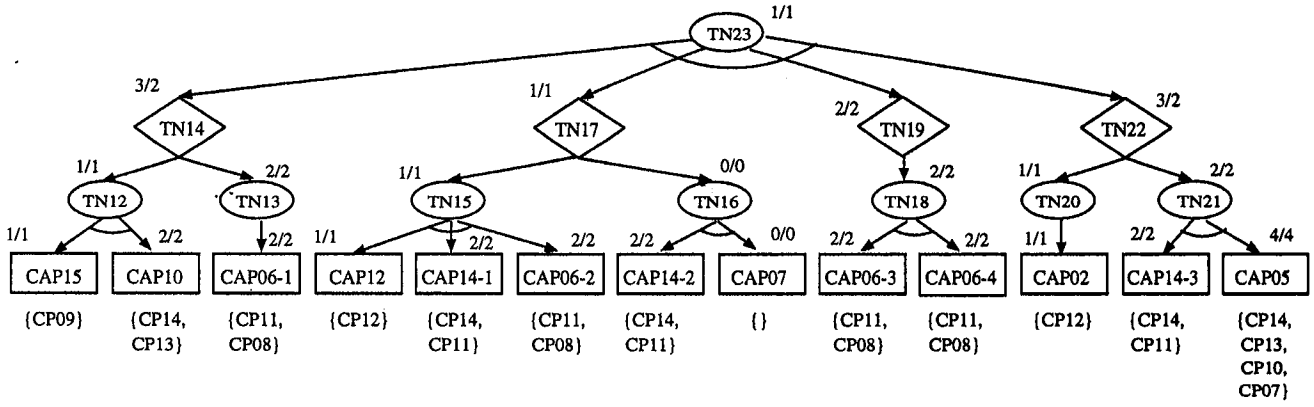 1/1
TN23
3/2
1/1
2/2
3/2
TN14
TN17
TN19
TN22
1/1
2/2
1/1
0/0
2/2
1/1
2/2
TN12
TN13
TN15
TN16
TN18
TN20
TN21
1/1
2/2
2/2
1/1
2/2
2/2
2/2
0/0
2/2
2/2
1/1
2/2
4/4
CAP15
CAP10
CAP06-1
CAP12
CAP14-1
CAP06-2
CAP14-2
CAP07
CAP06-3
CAP06-4
CAP02
CAP14-3
CAP05
{CP09}
{CP14,
CP13}
{CP11,
CP08}
{CP12}
{CP14,
CP11}
{CP11,
CP08}
{CP14,
CP11}
{ }
{CP11,
CP08}
{CP11,
CP08}
{CP12}
{CP14,
CP11}
{CP14,
CP13,
CP10,
CP07}